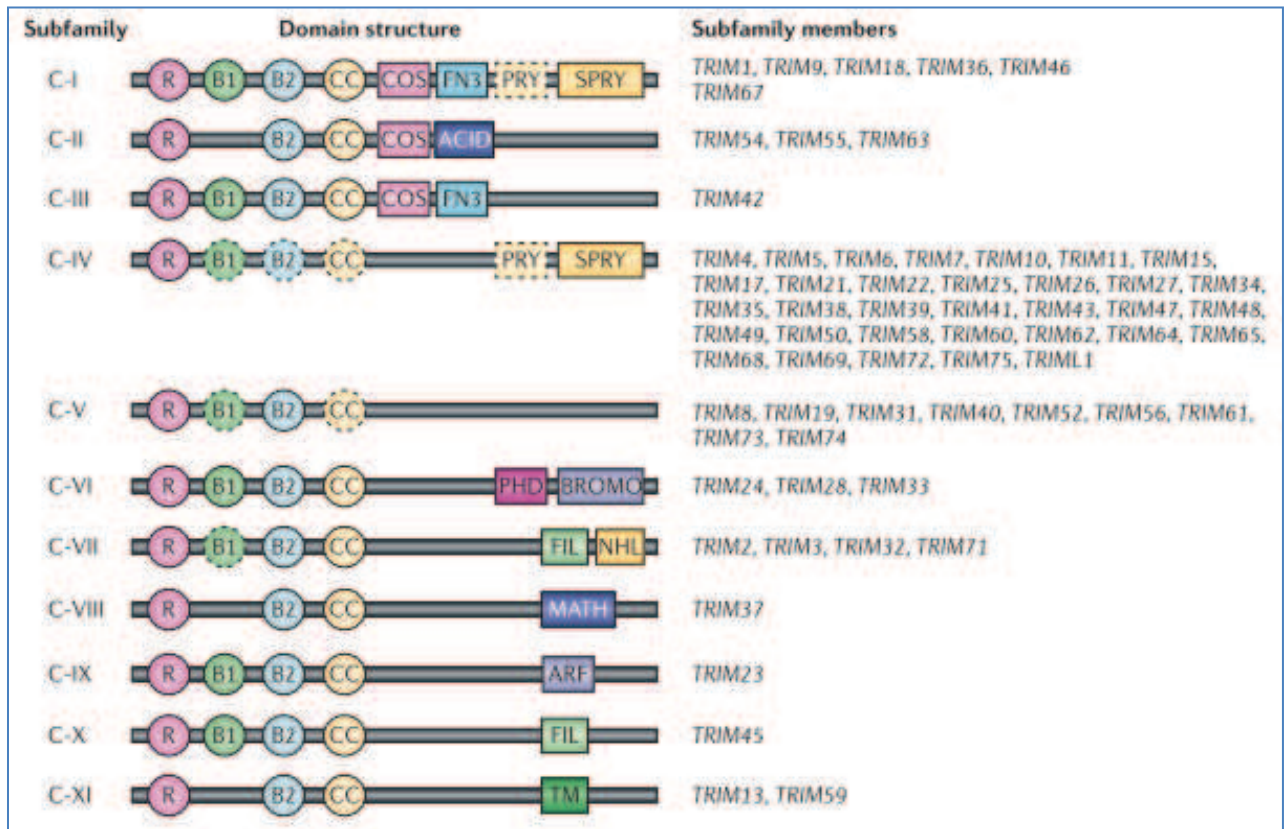 Subfamily Domain structure Subfamily members
C-I R B1 B2 CC COS FN3 PRY SPRY TRIM1, TRIM9, TRIM18, TRIM36, TRIM46
TRIM67
C-II R B2 CC COS ACID TRIM54, TRIM55, TRIM63
C-III R B1 B2 CC COS FN3 TRIM42
C-IV R B1 B2 CC PRY SPRY TRIM4, TRIM5, TRIM6, TRIM7, TRIM10, TRIM11, TRIM15,
TRIM17, TRIM21, TRIM22, TRIM25, TRIM26, TRIM27, TRIM34,
TRIM35, TRIM38, TRIM39, TRIM41, TRIM43, TRIM47, TRIM48,
TRIM49, TRIM50, TRIM58, TRIM60, TRIM62, TRIM64, TRIM65,
TRIM68, TRIM69, TRIM72, TRIM75, TRIML1
C-V R B1 B2 CC TRIM8, TRIM19, TRIM31, TRIM40, TRIM52, TRIM56, TRIM61,
TRIM73, TRIM74
C-VI R B1 B2 CC PHD BROMO TRIM24, TRIM28, TRIM33
C-VII R B1 B2 CC FIL NHL TRIM2, TRIM3, TRIM32, TRIM71
C-VIII R B2 CC MATH TRIM37
C-IX R B1 B2 CC ARF TRIM23
C-X R B1 B2 CC FIL TRIM45
C-XI R B2 CC TM TRIM13, TRIM59